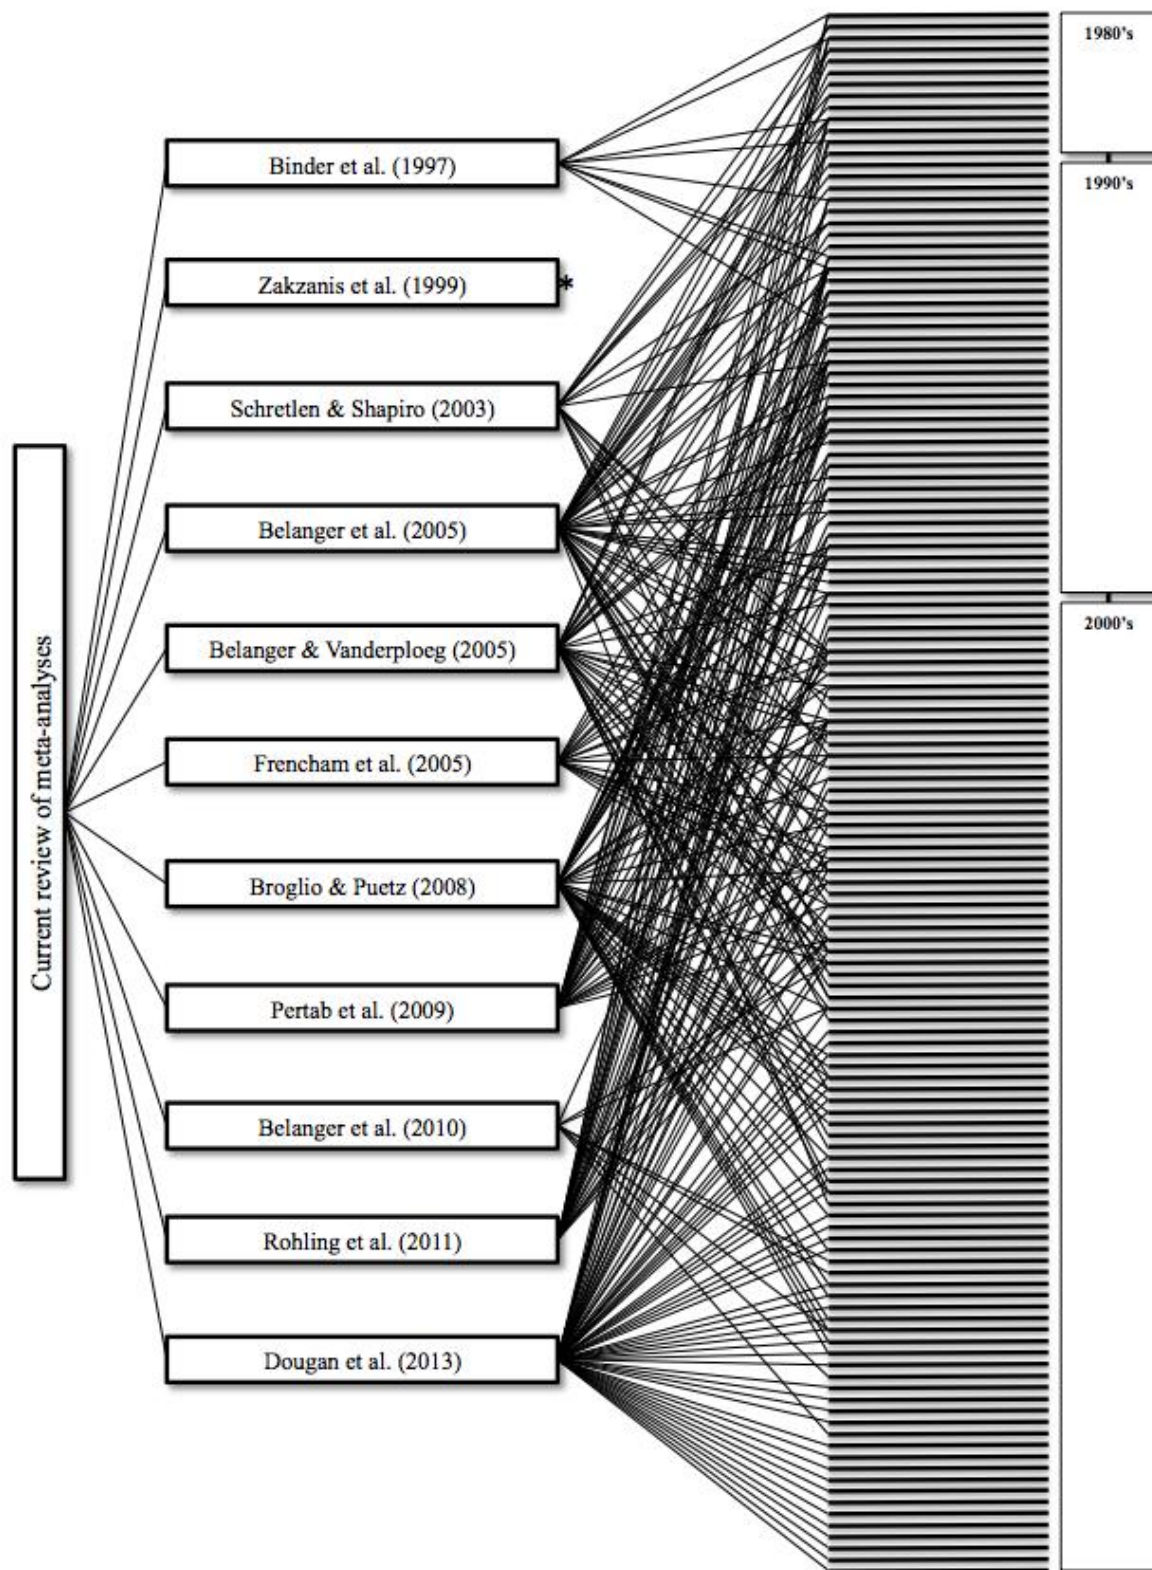 Current review of meta-analyses
Binder et al. (1997)
Zakzanis et al. (1999)
*
Schretlen & Shapiro (2003)
Belanger et al. (2005)
Belanger & Vanderploeg (2005)
Frencham et al. (2005)
Broglio & Puetz (2008)
Pertab et al. (2009)
Belanger et al. (2010)
Rohling et al. (2011)
Dougan et al. (2013)
1980's
1990's
2000's